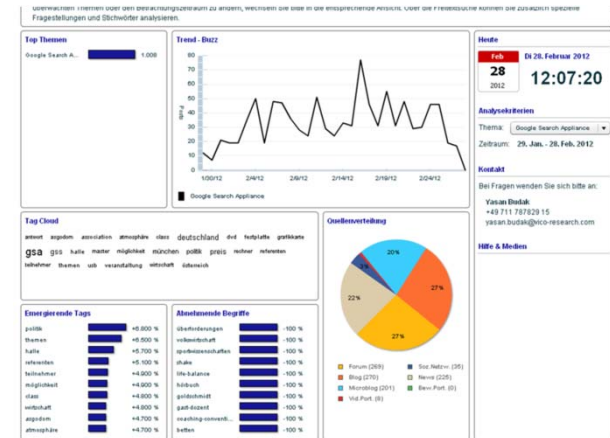 überwachten Themen oder den Betrachtungszeitraum zu ändern, wechseln Sie bitte in die entsprechende Ansicht. Oder die Freitextsuche können Sie zusätzlich spezielle
Fragestellungen und Stichwörter analysieren.
Top Themen
Google Search A... 1.008
Trend - Buzz
80
70
60
50
40
30
20
10
0
1/30/12 2/4/12 2/9/12 2/14/12 2/19/12 2/24/12
Google Search Appliance
Heute
Feb
28
2012
Di 28. Februar 2012
12:07:20
Analysekriterien
Thema: Google Search Appliance
Zeitraum: 29. Jan. - 28. Feb. 2012
Kontakt
Bei Fragen wenden Sie sich bitte an:
Yasan Budak
+49 711 787829 15
yasan.budak@vico-research.com
Hilfe & Medien
Tag Cloud
antwort asgodom association atmosphäre class deutschland dvd festplatte grafikkarte
gsa gss halle master möglichkeit münchen politik preis rechner referenten
teilnehmer themen usb veranstaltung wirtschaft österreich
Quellenverteilung
20%
27%
27%
22%
3%
Forum (269) Soz.Netzw. (35)
Blog (270) News (225)
Microblog (201) Bew.Port. (0)
Vid.Port. (8)
Emergierende Tags
politik +6.800 %
themen +6.500 %
halle +5.700 %
referenten +5.100 %
teilnehmer +4.900 %
möglichkeit +4.900 %
class +4.800 %
wirtschaft +4.800 %
asgodom +4.700 %
atmosphäre +4.700 %
Abnehmende Begriffe
überforderungen -100 %
volkswirtschaft -100 %
sportwissenschaften -100 %
shake -100 %
life-balance -100 %
hörbuch -100 %
goldschmidt -100 %
gast-dozent -100 %
coaching-conventi... -100 %
betten -100 %